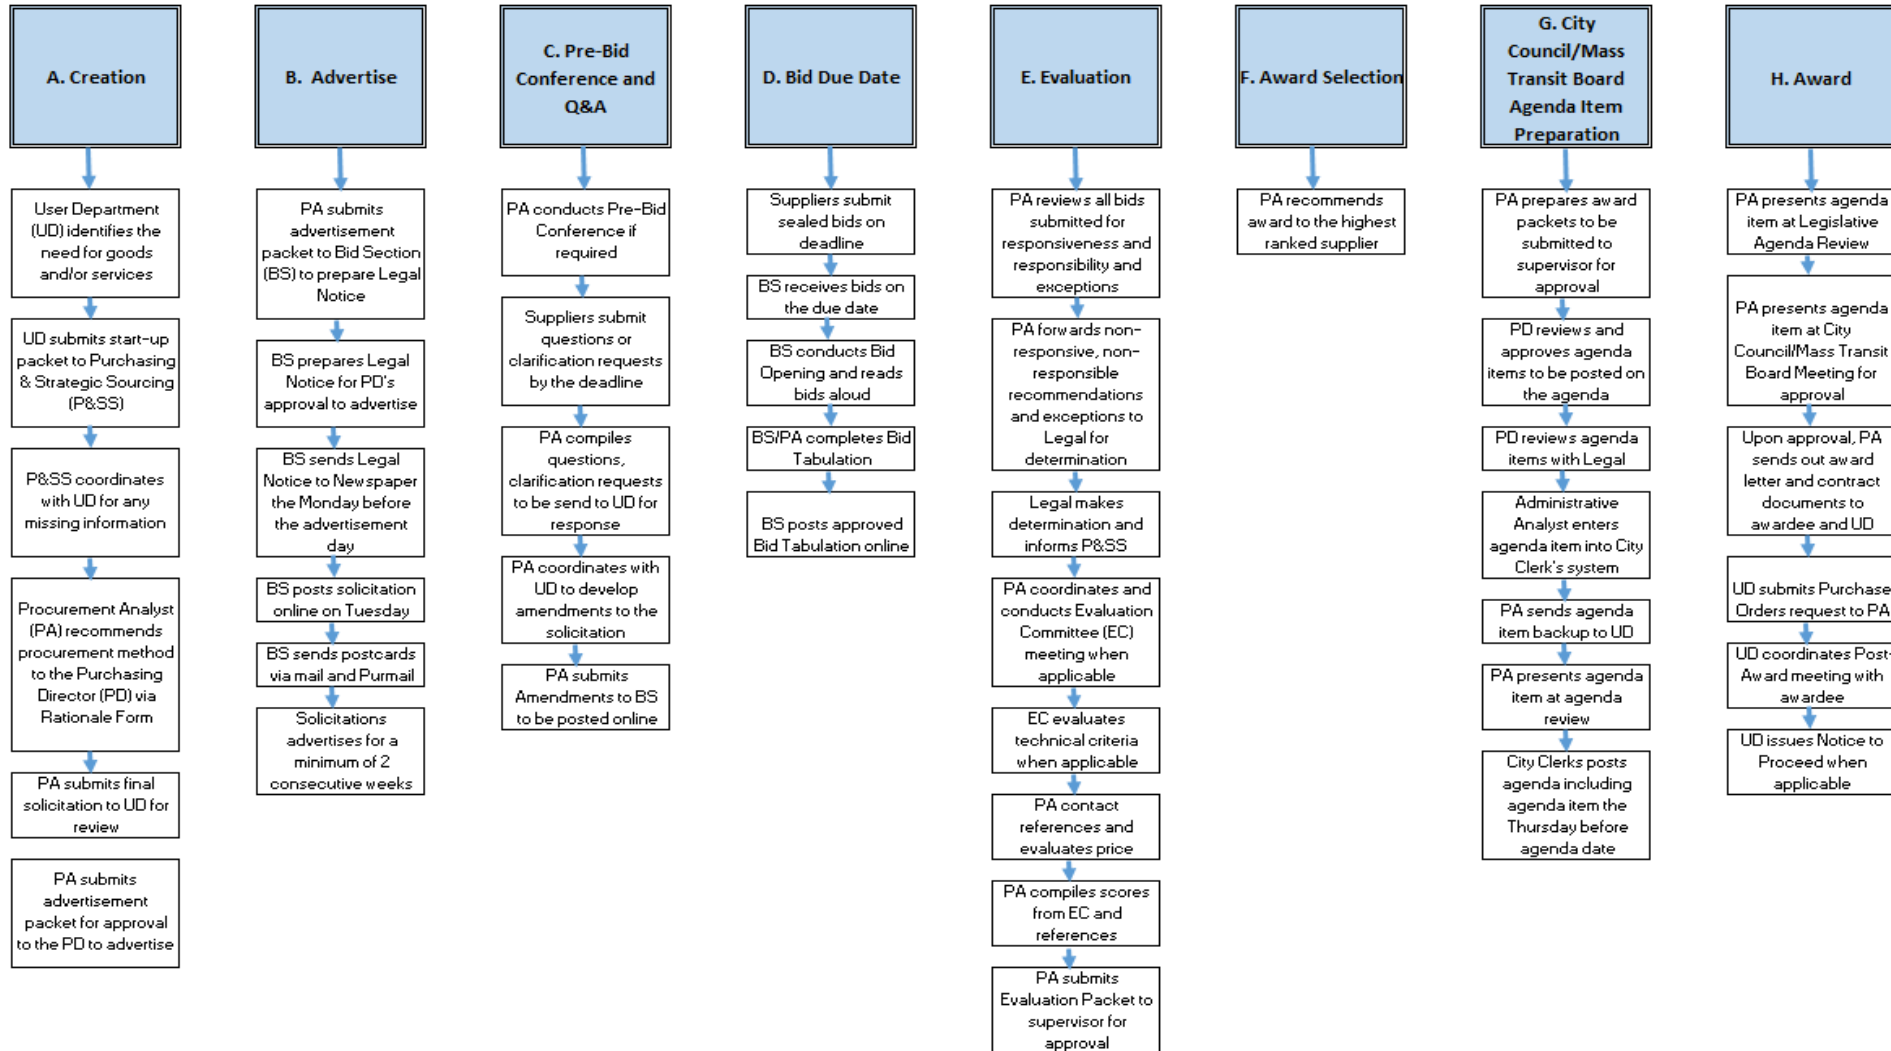 A. Creation
User Department
(UD) identifies the
need for goods
and/or services
UD submits start-up
packet to Purchasing
& Strategic Sourcing
(P&SS)
P&SS coordinates
with UD for any
missing information
Procurement Analyst
(PA) recommends
procurement method
to the Purchasing
Director (PD) via
Rationale Form
PA submits final
solicitation to UD for
review
PA submits
advertisement
packet for approval
to the PD to advertise
B. Advertise
PA submits
advertisement
packet to Bid Section
(BS) to prepare Legal
Notice
BS prepares Legal
Notice for PD's
approval to advertise
BS sends Legal
Notice to Newspaper
the Monday before
the advertisement
day
BS posts solicitation
online on Tuesday
BS sends postcards
via mail and Purmail
Solicitations
advertises for a
minimum of 2
consecutive weeks
C. Pre-Bid
Conference and
Q&A
PA conducts Pre-Bid
Conference if
required
Suppliers submit
questions or
clarification requests
by the deadline
PA compiles
questions,
clarification requests
to be send to UD for
response
PA coordinates with
UD to develop
amendments to the
solicitation
PA submits
Amendments to BS
to be posted online
D. Bid Due Date
Suppliers submit
sealed bids on
deadline
BS receives bids on
the due date
BS conducts Bid
Opening and reads
bids aloud
BS/PA completes Bid
Tabulation
BS posts approved
Bid Tabulation online
E. Evaluation
PA reviews all bids
submitted for
responsiveness and
responsibility and
exceptions
PA forwards non-
responsive, non-
responsible
recommendations
and exceptions to
Legal for
determination
Legal makes
determination and
informs P&SS
PA coordinates and
conducts Evaluation
Committee (EC)
meeting when
applicable
EC evaluates
technical criteria
when applicable
PA contact
references and
evaluates price
PA compiles scores
from EC and
references
PA submits
Evaluation Packet to
supervisor for
approval
F. Award Selection
PA recommends
award to the highest
ranked supplier
G. City
Council/Mass
Transit Board
Agenda Item
Preparation
PA prepares award
packets to be
submitted to
supervisor for
approval
PD reviews and
approves agenda
items to be posted on
the agenda
PD reviews agenda
items with Legal
Administrative
Analyst enters
agenda item into City
Clerk's system
PA sends agenda
item backup to UD
PA presents agenda
item at agenda
review
City Clerks posts
agenda including
agenda item the
Thursday before
agenda date
H. Award
PA presents agenda
item at Legislative
Agenda Review
PA presents agenda
item at City
Council/Mass Transit
Board Meeting for
approval
Upon approval, PA
sends out award
letter and contract
documents to
awardee and UD
UD submits Purchase
Orders request to PA
UD coordinates Post-
Award meeting with
awardee
UD issues Notice to
Proceed when
applicable